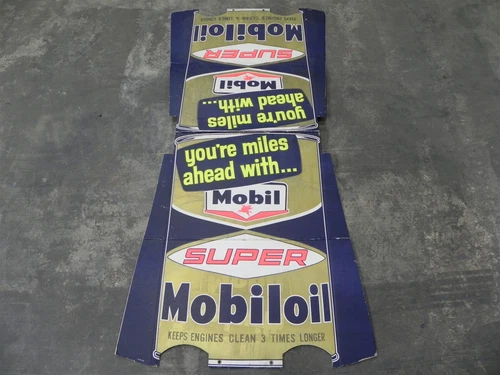 KEEPS ENGINES CLEAN 3 TIMES LONGER
Mobiloil
SUPER
Mobil
you're miles
ahead with...
you're miles
ahead with...
Mobil
SUPER
Mobiloil
KEEPS ENGINES CLEAN 3 TIMES LONGER